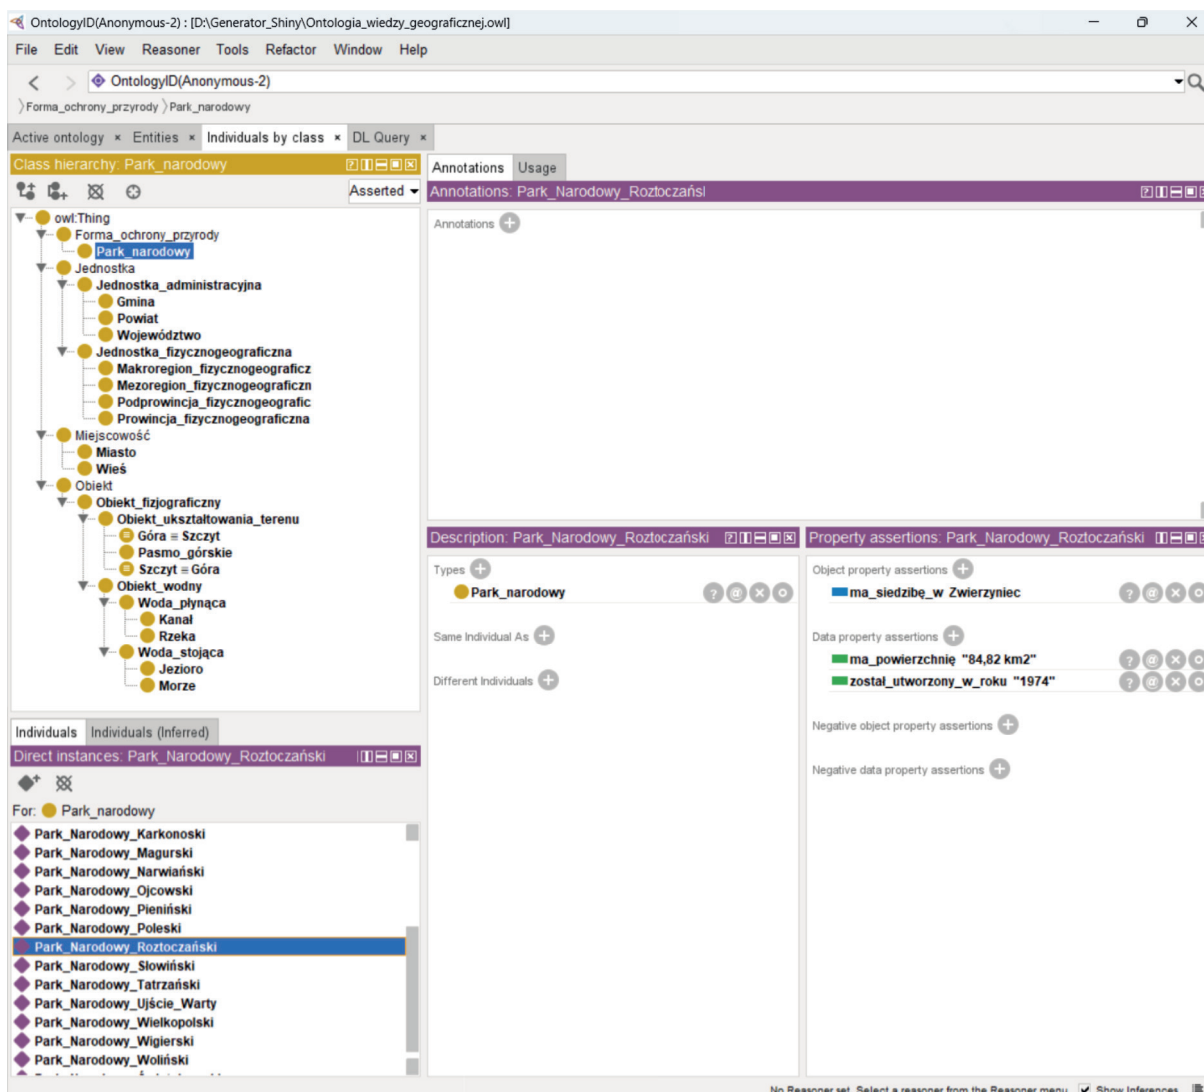 OntologyID(Anonymous-2) : [D:\Generator_Shiny\Ontologia_wiedzy_geograficznej.owl]
File Edit View Reasoner Tools Refactor Window Help
OntologyID(Anonymous-2)
Forma_ochrony_przyrody Park_narodowy
Active ontology × Entities × Individuals by class × DL Query ×
Class hierarchy: Park_narodowy
Asserted
owl:Thing
Forma_ochrony_przyrody
Park_narodowy
Jednostka
Jednostka_administracyjna
Gmina
Powiat
Województwo
Jednostka_fizycznogeograficzna
Makroregion_fizycznogeograficz
Mezoregion_fizycznogeograficzn
Podprowincja_fizycznogeografic
Prowincja_fizycznogeograficzna
Miejscowość
Miasto
Wieś
Obiekt
Obiekt_fizjograficzny
Obiekt_ukształtowania_terenu
Góra ≡ Szczyt
Pasmo_górskie
Szczyt ≡ Góra
Obiekt_wodny
Woda_płynąca
Kanał
Rzeka
Woda_stojąca
Jezioro
Morze
Individuals Individuals (Inferred)
Direct instances: Park_Narodowy_Roztoczański
For: Park_narodowy
Park_Narodowy_Karkonoski
Park_Narodowy_Magurski
Park_Narodowy_Narwiański
Park_Narodowy_Ojcowski
Park_Narodowy_Pieniński
Park_Narodowy_Poleski
Park_Narodowy_Roztoczański
Park_Narodowy_Słowiński
Park_Narodowy_Tatrzański
Park_Narodowy_Ujście_Warty
Park_Narodowy_Wielkopolski
Park_Narodowy_Wigierski
Park_Narodowy_Woliński
Annotations Usage
Annotations: Park_Narodowy_Roztoczańsl
Annotations
Description: Park_Narodowy_Roztoczański
Types
Park_narodowy
Same Individual As
Different Individuals
Property assertions: Park_Narodowy_Roztoczański
Object property assertions
ma_siedzibę_w Zwierzyniec
Data property assertions
ma_powierzchnię "84,82 km2"
został_utworzony_w_roku "1974"
Negative object property assertions
Negative data property assertions
No Reasoner set. Select a reasoner from the Reasoner menu Show Inferences